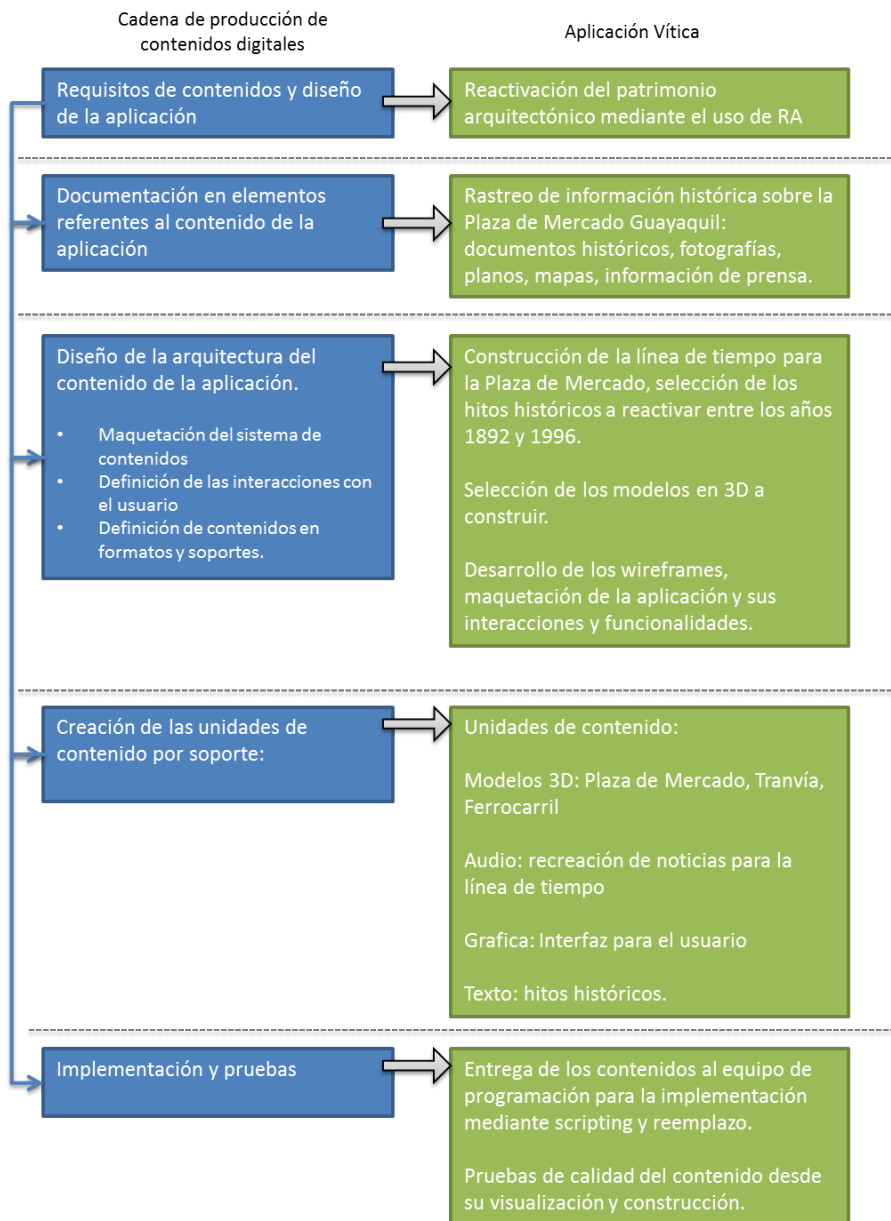 Cadena de producción de
contenidos digitales
Aplicación Vítica
Requisitos de contenidos y diseño
de la aplicación
Reactivación del patrimonio
arquitectónico mediante el uso de RA
Documentación en elementos
referentes al contenido de la
aplicación
Rastreo de información histórica sobre la
Plaza de Mercado Guayaquil:
documentos históricos, fotografías,
planos, mapas, información de prensa.
Diseño de la arquitectura del
contenido de la aplicación.
• Maquetación del sistema de
contenidos
• Definición de las interacciones con
el usuario
• Definición de contenidos en
formatos y soportes.
Construcción de la línea de tiempo para
la Plaza de Mercado, selección de los
hitos históricos a reactivar entre los años
1892 y 1996.
Selección de los modelos en 3D a
construir.
Desarrollo de los wireframes,
maquetación de la aplicación y sus
interacciones y funcionalidades.
Creación de las unidades de
contenido por soporte:
Unidades de contenido:
Modelos 3D: Plaza de Mercado, Tranvía,
Ferrocarril
Audio: recreación de noticias para la
línea de tiempo
Grafica: Interfaz para el usuario
Texto: hitos históricos.
Implementación y pruebas
Entrega de los contenidos al equipo de
programación para la implementación
mediante scripting y reemplazo.
Pruebas de calidad del contenido desde
su visualización y construcción.